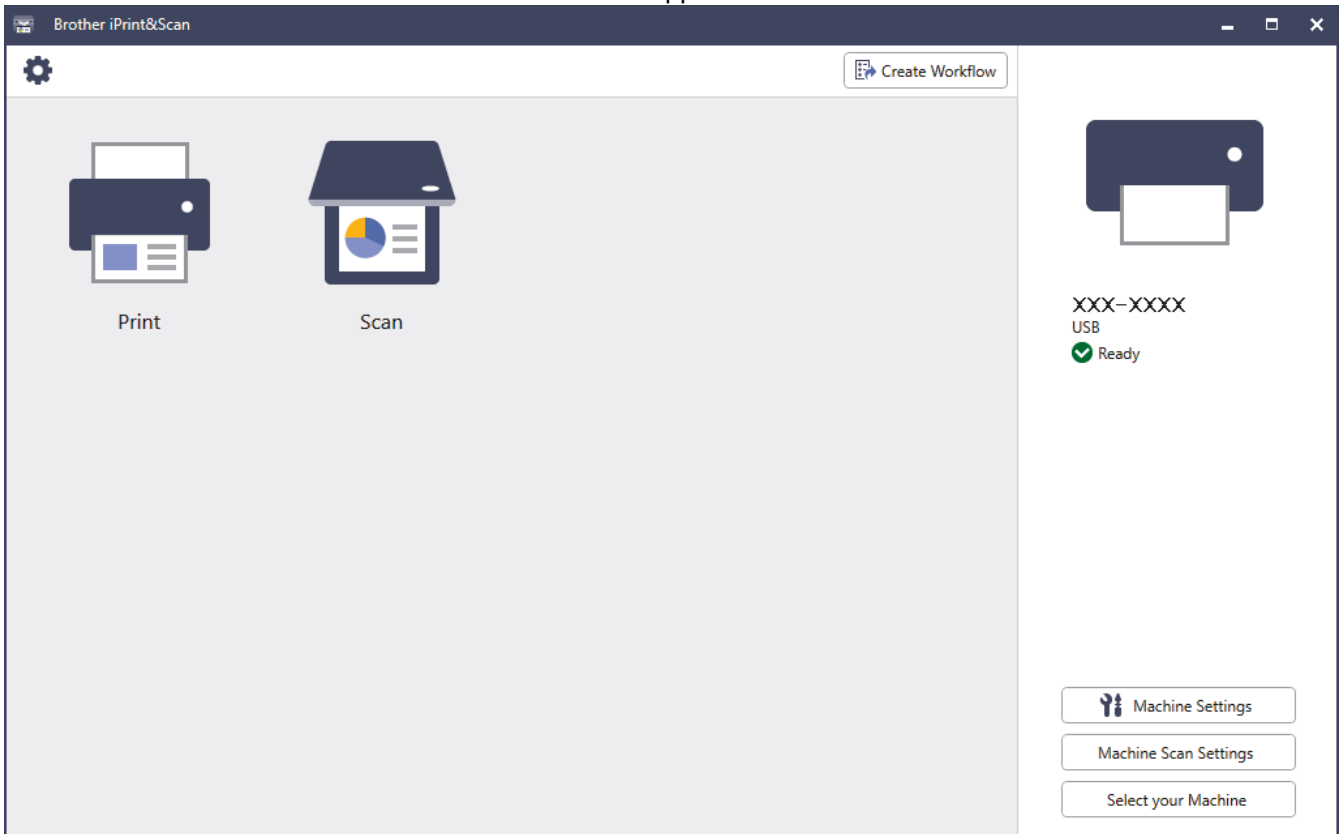 Brother iPrint&Scan
Create Workflow
Print
Scan
XXX-XXXX
USB
Ready
Machine Settings
Machine Scan Settings
Select your Machine